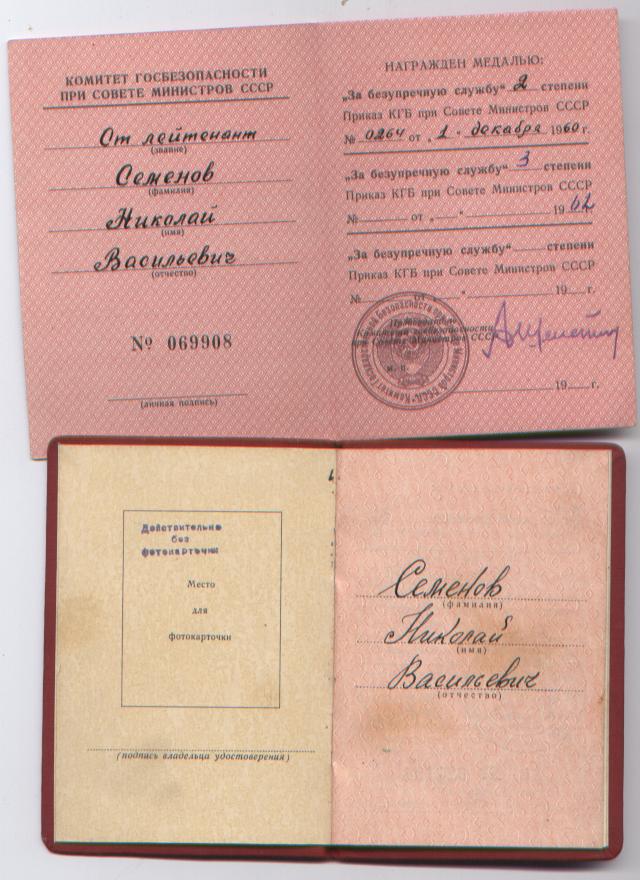 КОМИТЕТ ГОСБЕЗОПАСНОСТИ
ПРИ СОВЕТЕ МИНИСТРОВ СССР
Ст лейтенант
(звание)
Семенов
(фамилия)
Николай
(имя)
Васильевич
(отчество)
№ 069908
(личная подпись)
НАГРАЖДЕН МЕДАЛЬЮ:
„За безупречную службу“ 2 степени
Приказ КГБ при Совете Министров СССР
№ 0264 от „1“ декабря 1960 г.
„За безупречную службу“ 3 степени
Приказ КГБ при Совете Министров СССР
№ от „ “ 1962
„За безупречную службу“ степени
Приказ КГБ при Совете Министров СССР
№ 19 г.
при Совете Министров СССР
м. п.
19 г.
Действительно
без
фотокарточки
Место
для
фотокарточки
(подпись владельца удостоверения)
Семенов
(фамилия)
Николай
(имя)
Васильевич
(отчество)